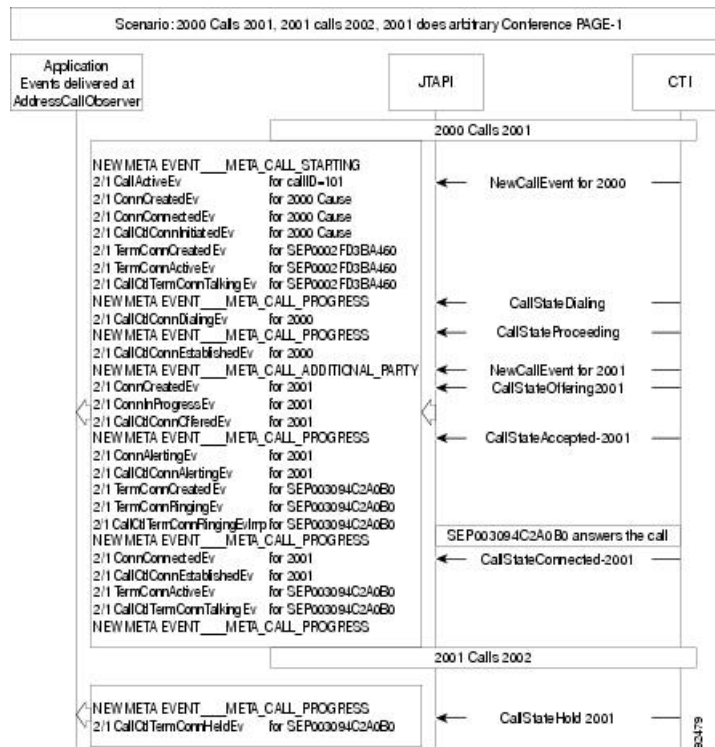 Scenario: 2000 Calls 2001, 2001 calls 2002, 2001 does arbitrary Conference PAGE-1
Application
Events delivered at
AddressCallObserver
JTAPI
CTI
2000 Calls 2001
NEW META EVENT___META_CALL_STARTING
2/1 CallActiveEv for callID=101
NewCallEvent for 2000
2/1 ConnCreatedEv for 2000 Cause
2/1 ConnConnectedEv for 2000 Cause
2/1 CallCtlConnInitiatedEv for 2000 Cause
2/1 TermConnCreatedEv for SEP0002FD3BA460
2/1 TermConnActiveEv for SEP0002FD3BA460
2/1 CallCtlTermConnTalkingEv for SEP0002FD3BA460
NEW META EVENT___META_CALL_PROGRESS
CallStateDialing
2/1 CallCtlConnDialingEv for 2000
NEW META EVENT___META_CALL_PROGRESS
CallStateProceeding
2/1 CallCtlConnEstablishedEv for 2000
NEW META EVENT___META_CALL_ADDITIONAL_PARTY
NewCallEvent for 2001
2/1 ConnCreatedEv for 2001
CallStateOffering2001
2/1 ConnInProgressEv for 2001
2/1 CallCtlConnOfferedEv for 2001
NEW META EVENT___META_CALL_PROGRESS
CallStateAccepted-2001
2/1 ConnAlertingEv for 2001
2/1 CallCtlConnAlertingEv for 2001
2/1 TermConnCreatedEv for SEP003094C2A0B0
2/1 TermConnRingingEv for SEP003094C2A0B0
2/1 CallCtlTermConnRingingEvImp for SEP003094C2A0B0
NEW META EVENT___META_CALL_PROGRESS
SEP003094C2A0B0 answers the call
2/1 ConnConnectedEv for 2001
CallStateConnected-2001
2/1 CallCtlConnEstablishedEv for 2001
2/1 TermConnActiveEv for SEP003094C2A0B0
2/1 CallCtlTermConnTalkingEv for SEP003094C2A0B0
NEW META EVENT___META_CALL_PROGRESS
2001 Calls 2002
NEW META EVENT___META_CALL_PROGRESS
2/1 CallCtlTermConnHeldEv for SEP003094C2A0B0
CallStateHold 2001
92479